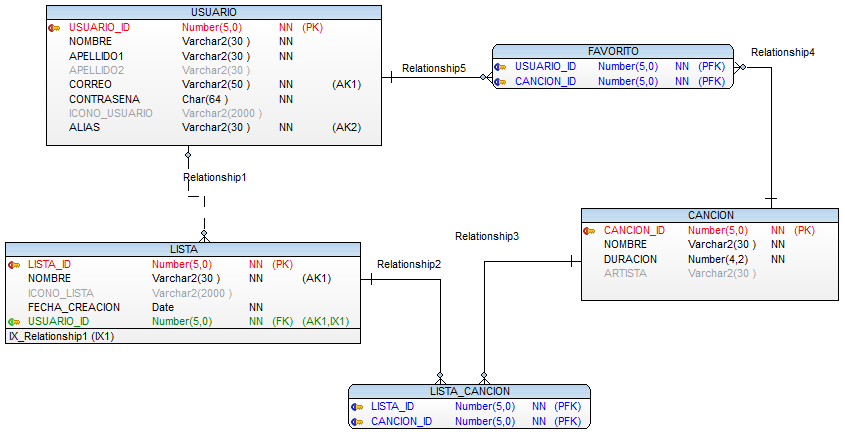 USUARIO
USUARIO_ID Number(5,0) NN (PK)
NOMBRE Varchar2(30 ) NN
APELLIDO1 Varchar2(30 ) NN
APELLIDO2 Varchar2(30 )
CORREO Varchar2(50 ) NN (AK1)
CONTRASENA Char(64 ) NN
ICONO_USUARIO Varchar2(2000 )
ALIAS Varchar2(30 ) NN (AK2)
Relationship5
FAVORITO
USUARIO_ID Number(5,0) NN (PFK)
CANCION_ID Number(5,0) NN (PFK)
Relationship4
Relationship1
CANCION
CANCION_ID Number(5,0) NN (PK)
NOMBRE Varchar2(30 ) NN
DURACION Number(4,2) NN
ARTISTA Varchar2(30 )
Relationship3
LISTA
LISTA_ID Number(5,0) NN (PK)
NOMBRE Varchar2(30 ) NN (AK1)
ICONO_LISTA Varchar2(2000 )
FECHA_CREACION Date NN
USUARIO_ID Number(5,0) NN (FK) (AK1,IX1)
IX_Relationship1 (IX1)
Relationship2
LISTA_CANCION
LISTA_ID Number(5,0) NN (PFK)
CANCION_ID Number(5,0) NN (PFK)